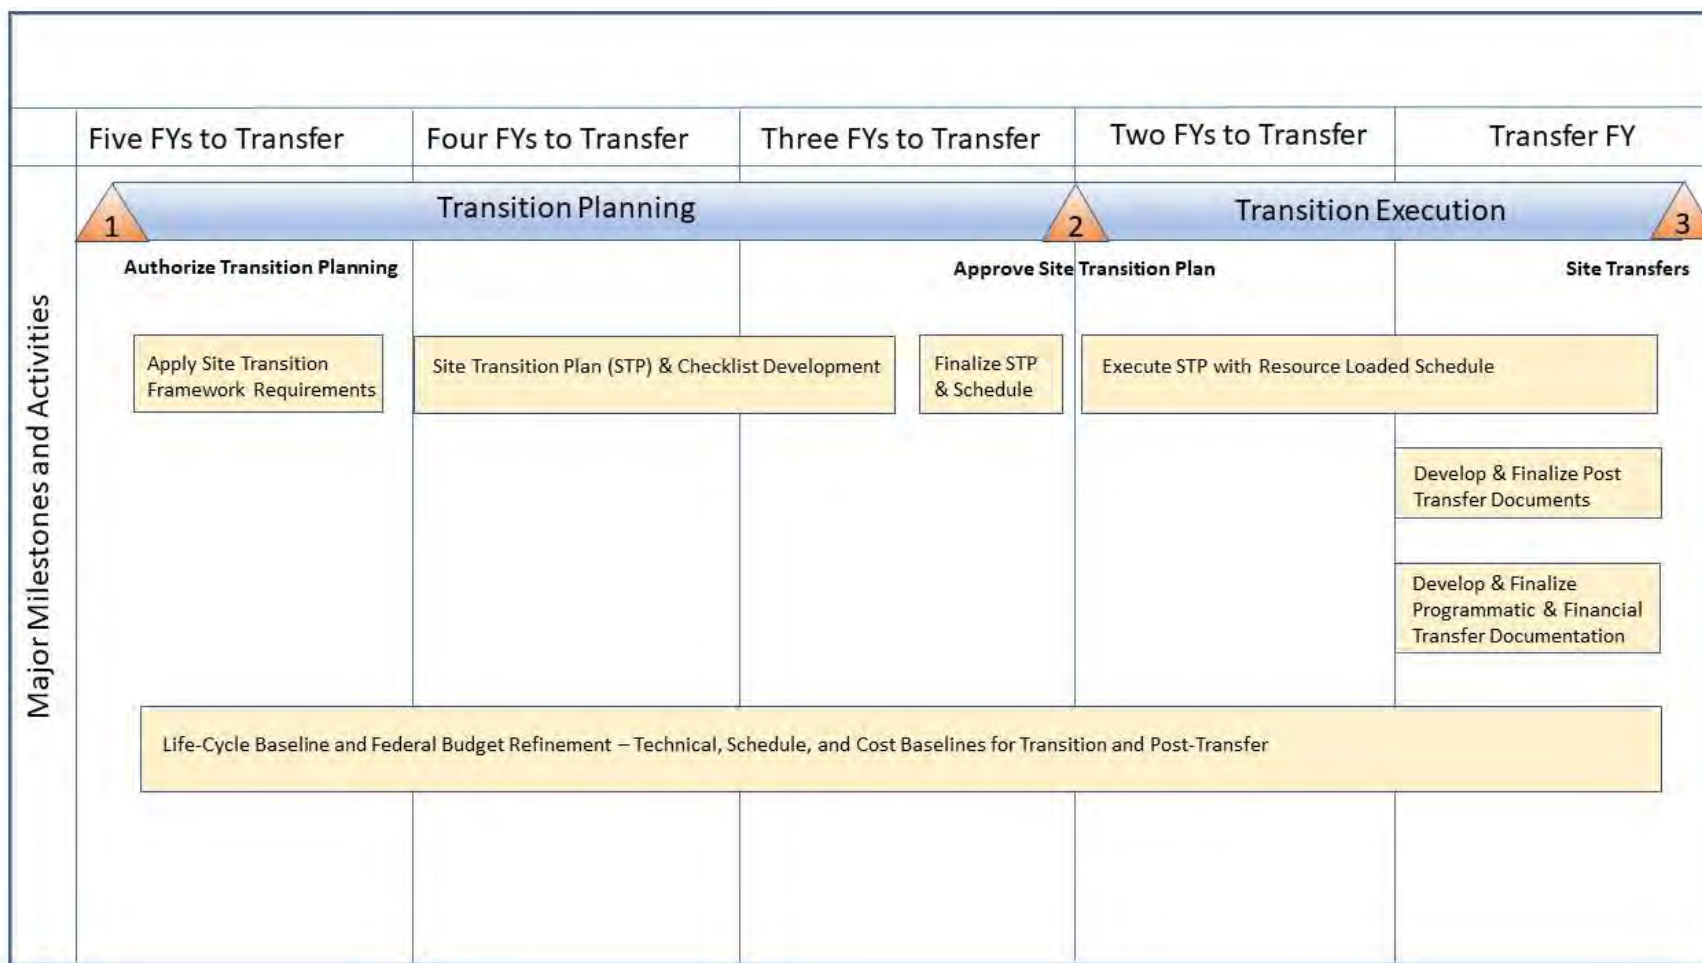 Five FYs to Transfer
Four FYs to Transfer
Three FYs to Transfer
Two FYs to Transfer
Transfer FY
Major Milestones and Activities
Transition Planning
Transition Execution
1
2
3
Authorize Transition Planning
Approve Site Transition Plan
Site Transfers
Apply Site Transition
Framework Requirements
Site Transition Plan (STP) & Checklist Development
Finalize STP
& Schedule
Execute STP with Resource Loaded Schedule
Develop & Finalize Post
Transfer Documents
Develop & Finalize
Programmatic & Financial
Transfer Documentation
Life-Cycle Baseline and Federal Budget Refinement – Technical, Schedule, and Cost Baselines for Transition and Post-Transfer